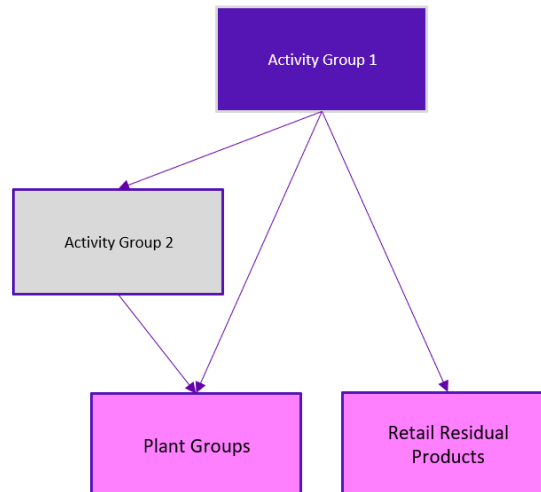 Activity Group 1
Activity Group 2
Plant Groups
Retail Residual
Products